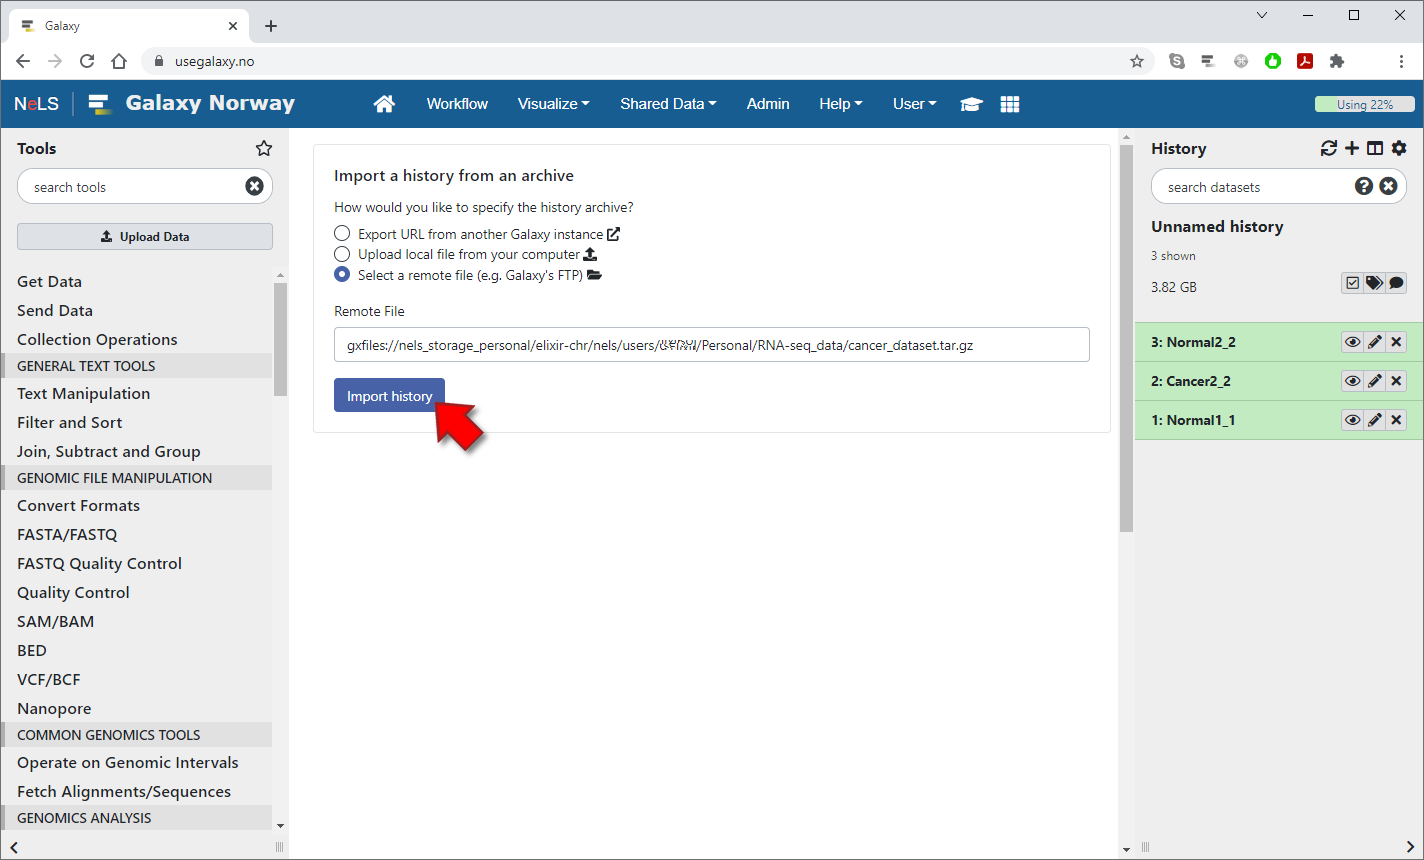 Galaxy
usegalaxy.no
NeLS
Galaxy Norway
Workflow
Visualize
Shared Data
Admin
Help
User
Using 22%
Tools
search tools
Upload Data
Get Data
Send Data
Collection Operations
GENERAL TEXT TOOLS
Text Manipulation
Filter and Sort
Join, Subtract and Group
GENOMIC FILE MANIPULATION
Convert Formats
FASTA/FASTQ
FASTQ Quality Control
Quality Control
SAM/BAM
BED
VCF/BCF
Nanopore
COMMON GENOMICS TOOLS
Operate on Genomic Intervals
Fetch Alignments/Sequences
GENOMICS ANALYSIS
Import a history from an archive
How would you like to specify the history archive?
Export URL from another Galaxy instance
Upload local file from your computer
Select a remote file (e.g. Galaxy's FTP)
Remote File
gxfiles://nels_storage_personal/elixir-chr/nels/users/ /Personal/RNA-seq_data/cancer_dataset.tar.gz
Import history
History
search datasets
Unnamed history
3 shown
3.82 GB
3: Normal2_2
2: Cancer2_2
1: Normal1_1